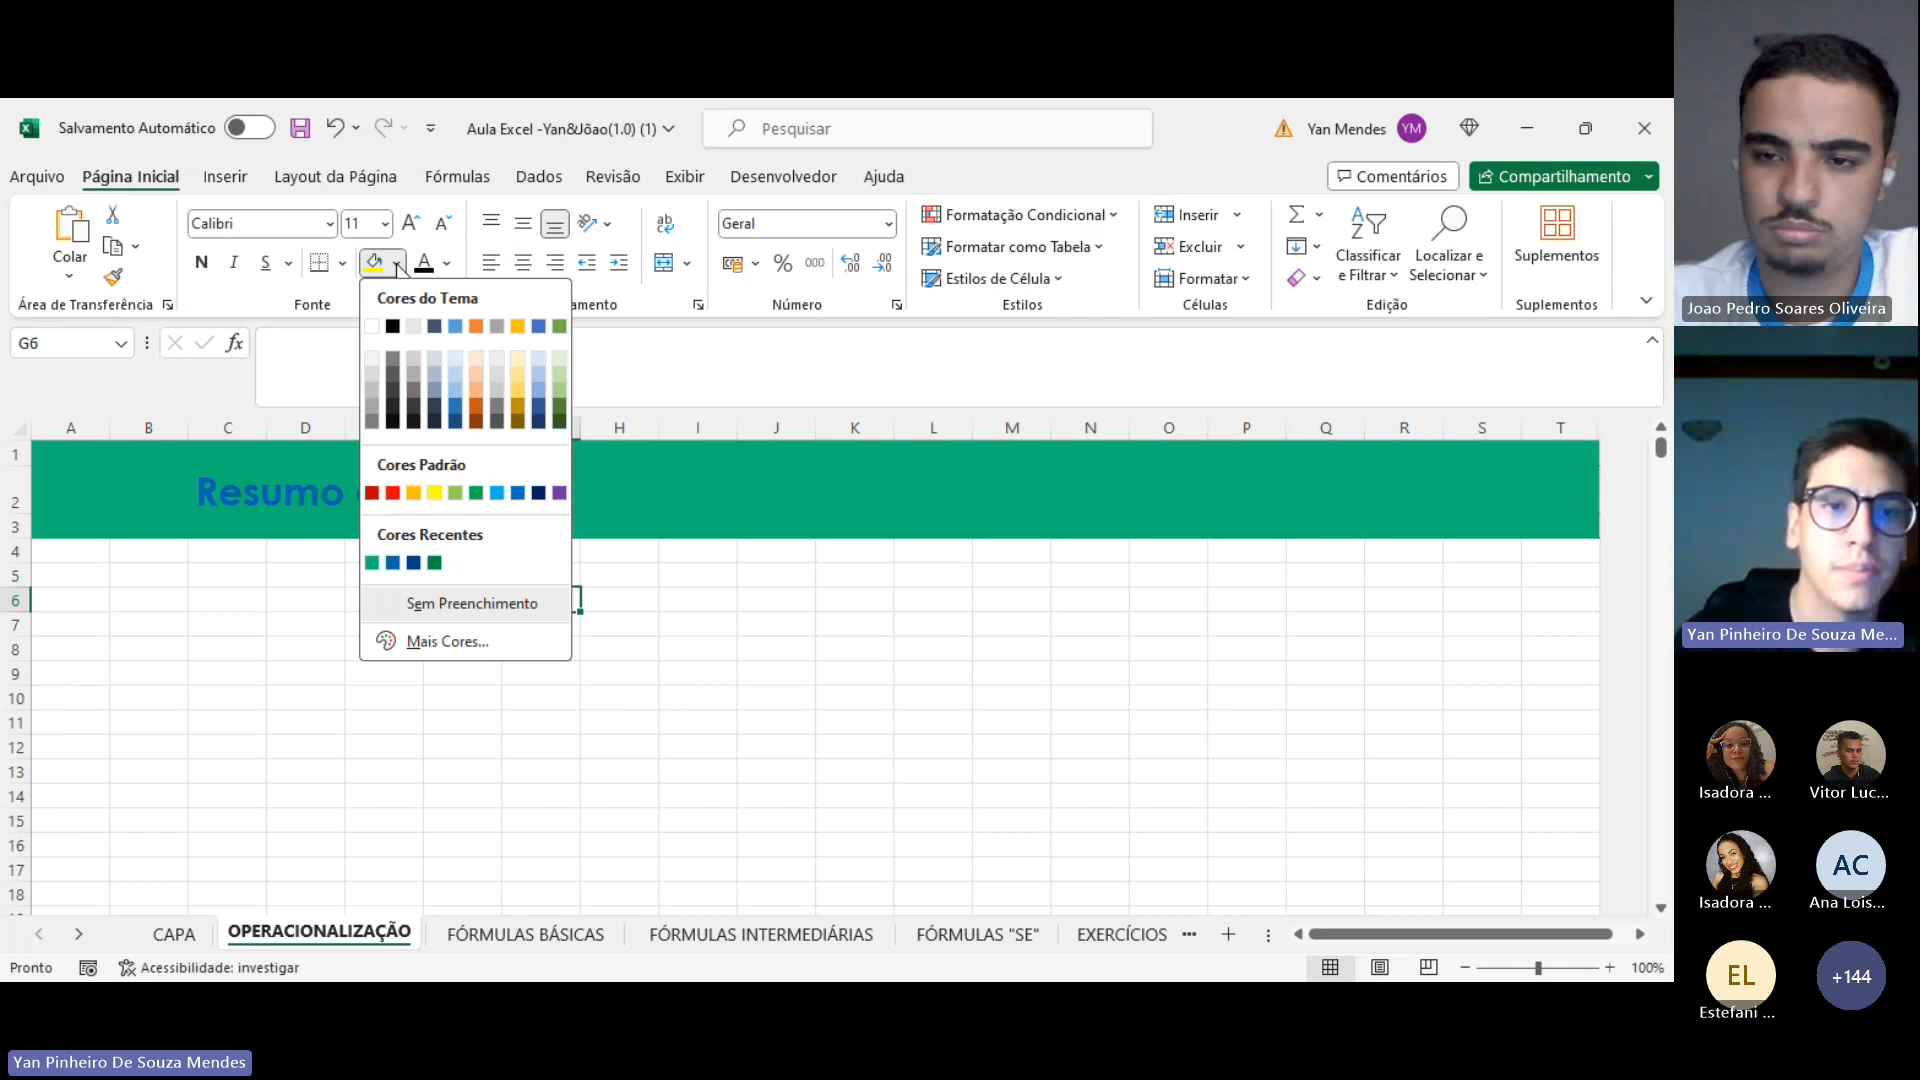 Salvamento Automático
Aula Excel -Yan&Jõao(1.0) (1)
Pesquisar
Yan Mendes
YM
Arquivo
Página Inicial
Inserir
Layout da Página
Fórmulas
Dados
Revisão
Exibir
Desenvolvedor
Ajuda
Comentários
Compartilhamento
Colar
Área de Transferência
Calibri
11
N
I
S
Fonte
amento
ab
Geral
%
000
Número
Formatação Condicional
Formatar como Tabela
Estilos de Célula
Estilos
Inserir
Excluir
Formatar
Células
Classificar
e Filtrar
Localizar e
Selecionar
Edição
Suplementos
Suplementos
G6
fx
Cores do Tema
Cores Padrão
Cores Recentes
Sem Preenchimento
Mais Cores...
A B C D H I J K L M N O P Q R S T
1
2
Resumo
3
4
5
6
7
8
9
10
11
12
13
14
15
16
17
18
CAPA
OPERACIONALIZAÇÃO
FÓRMULAS BÁSICAS
FÓRMULAS INTERMEDIÁRIAS
FÓRMULAS "SE"
EXERCÍCIOS
Pronto
Acessibilidade: investigar
100%
Joao Pedro Soares Oliveira
Yan Pinheiro De Souza Me...
Isadora ...
Vitor Luc...
Isadora ...
AC
Ana Lois...
EL
Estefani ...
+144
Yan Pinheiro De Souza Mendes